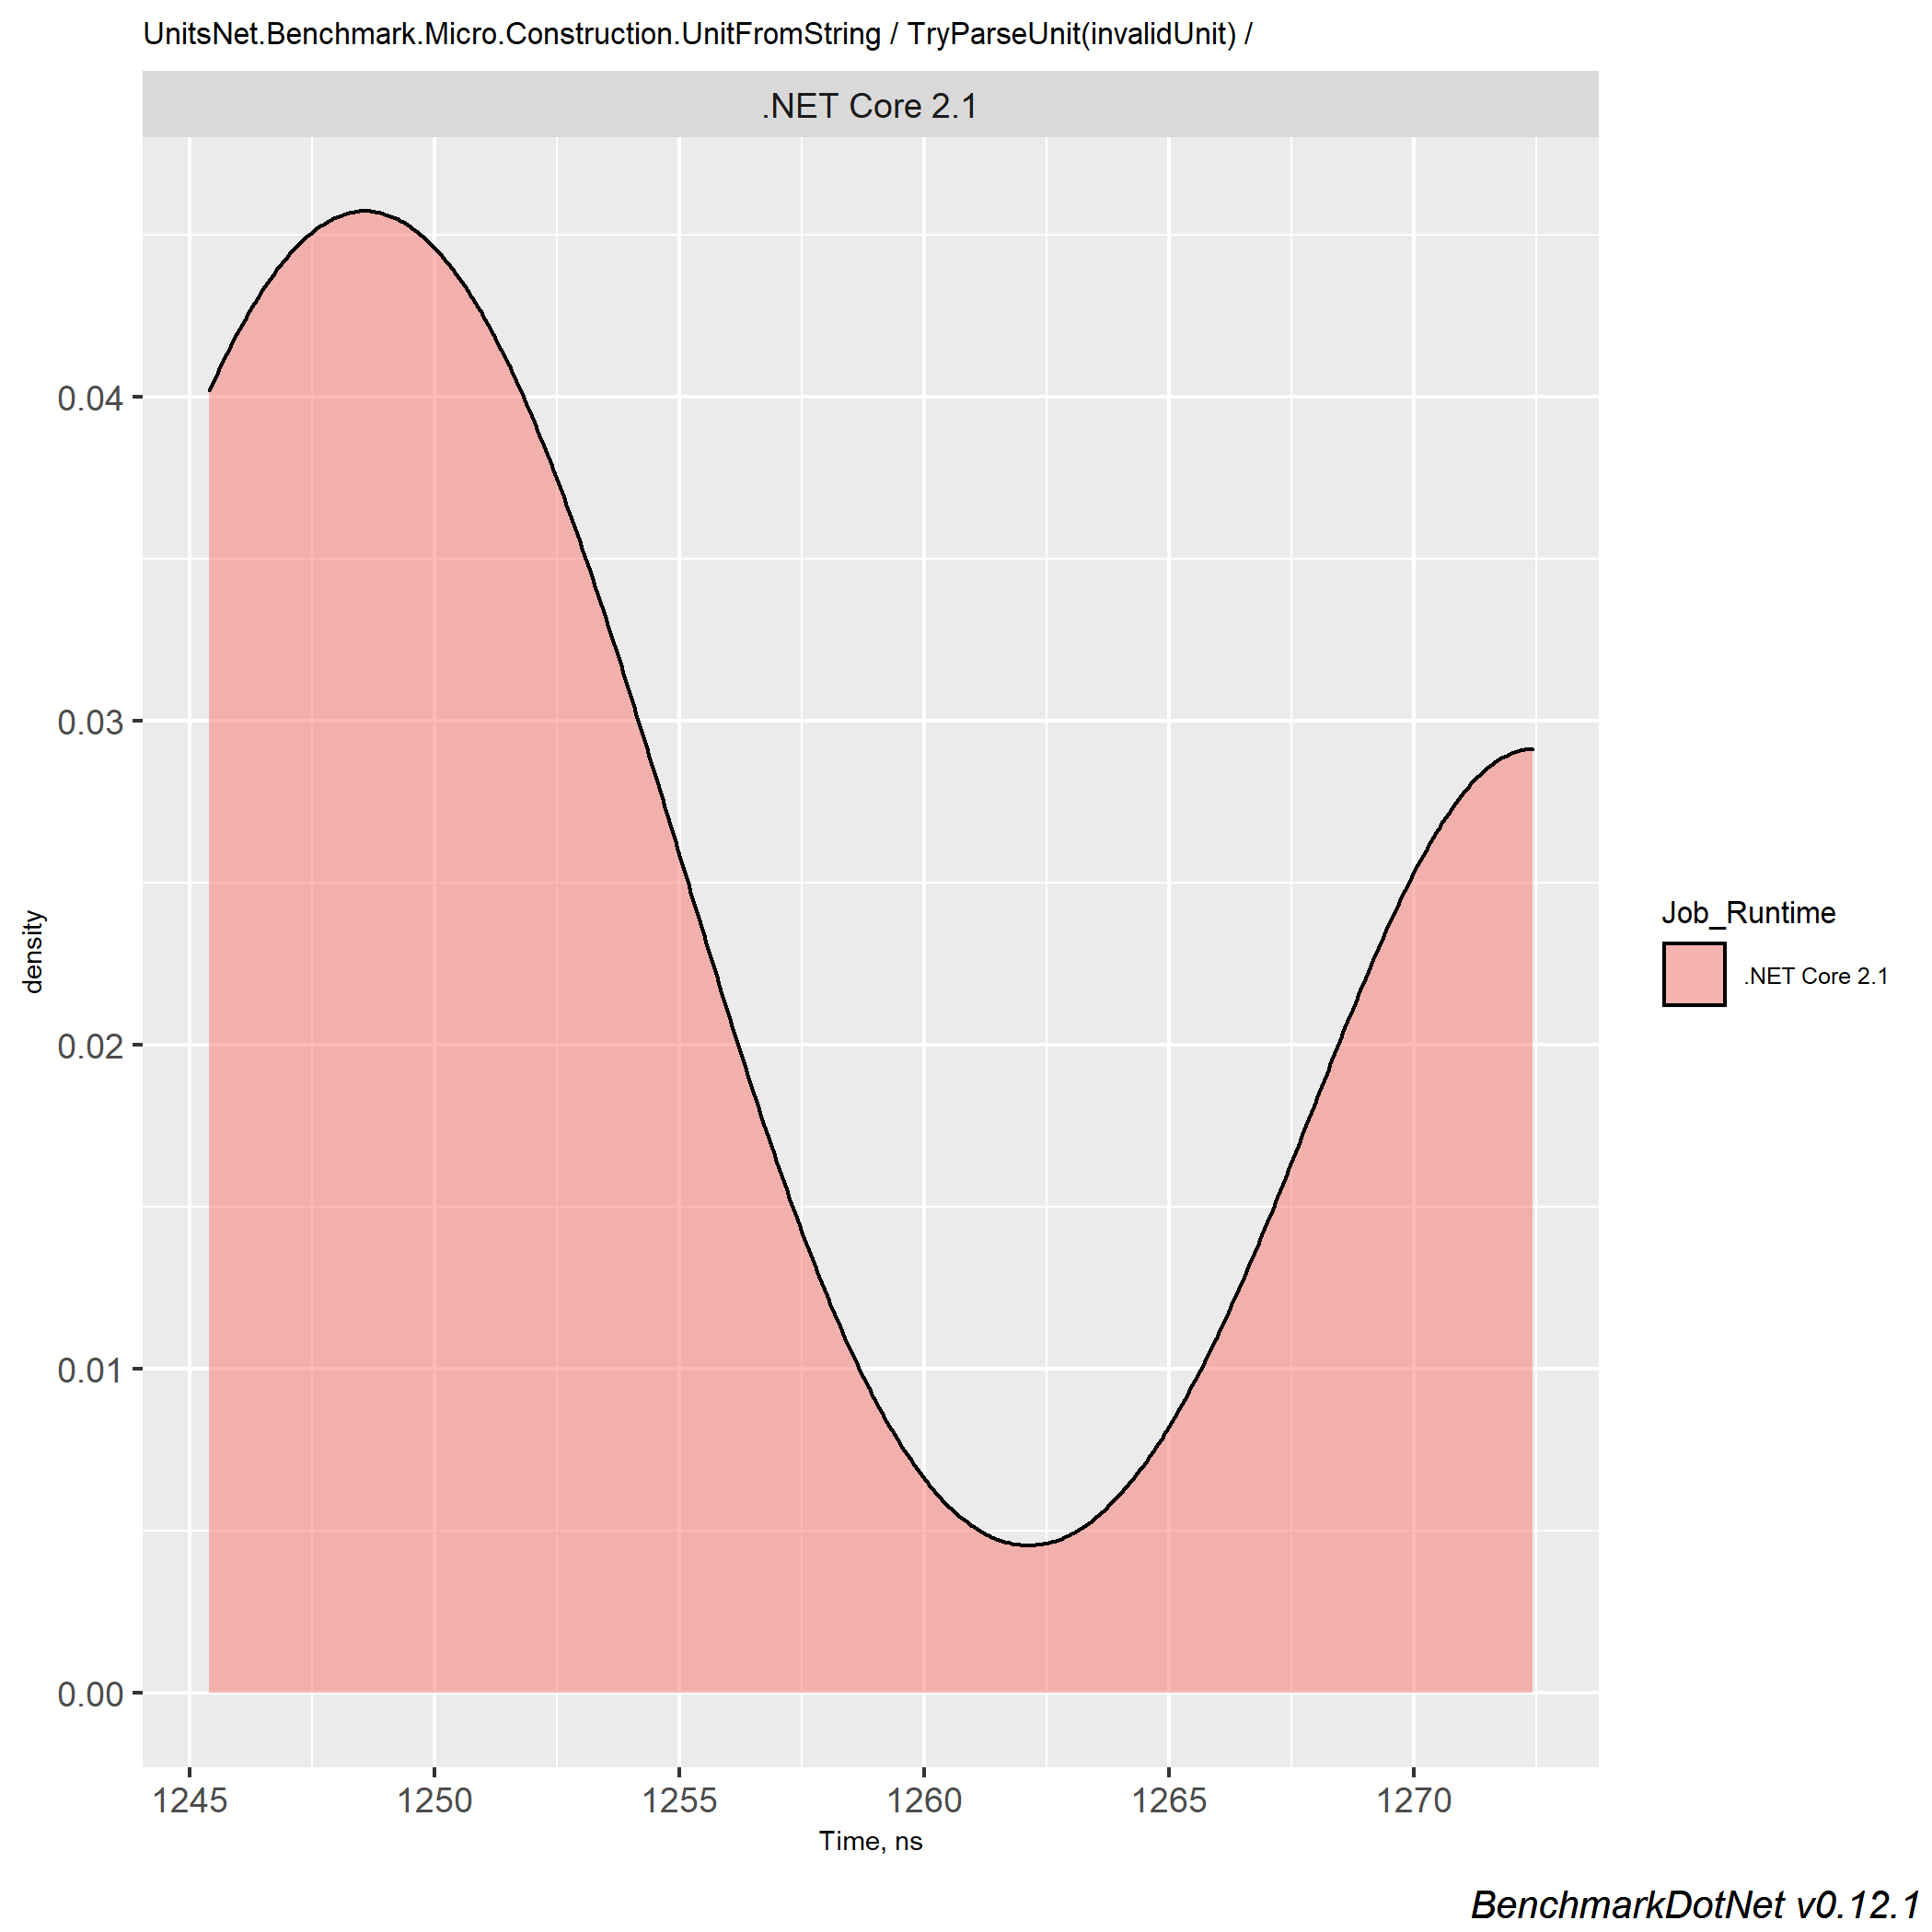 UnitsNet.Benchmark.Micro.Construction.UnitFromString / TryParseUnit(invalidUnit) /
.NET Core 2.1
0.04
0.03
0.02
0.01
0.00
density
1245 1250 1255 1260 1265 1270
Time, ns
Job_Runtime
.NET Core 2.1
BenchmarkDotNet v0.12.1